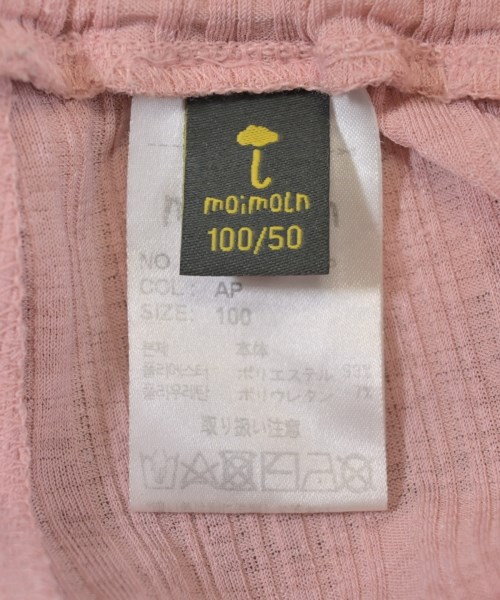 moimoln
100/50
NO
COL: AP
SIZE: 100
본체 本体
폴리에스터 ポリエステル 93%
폴리우레탄 ポリウレタン 7%
取り扱い注意